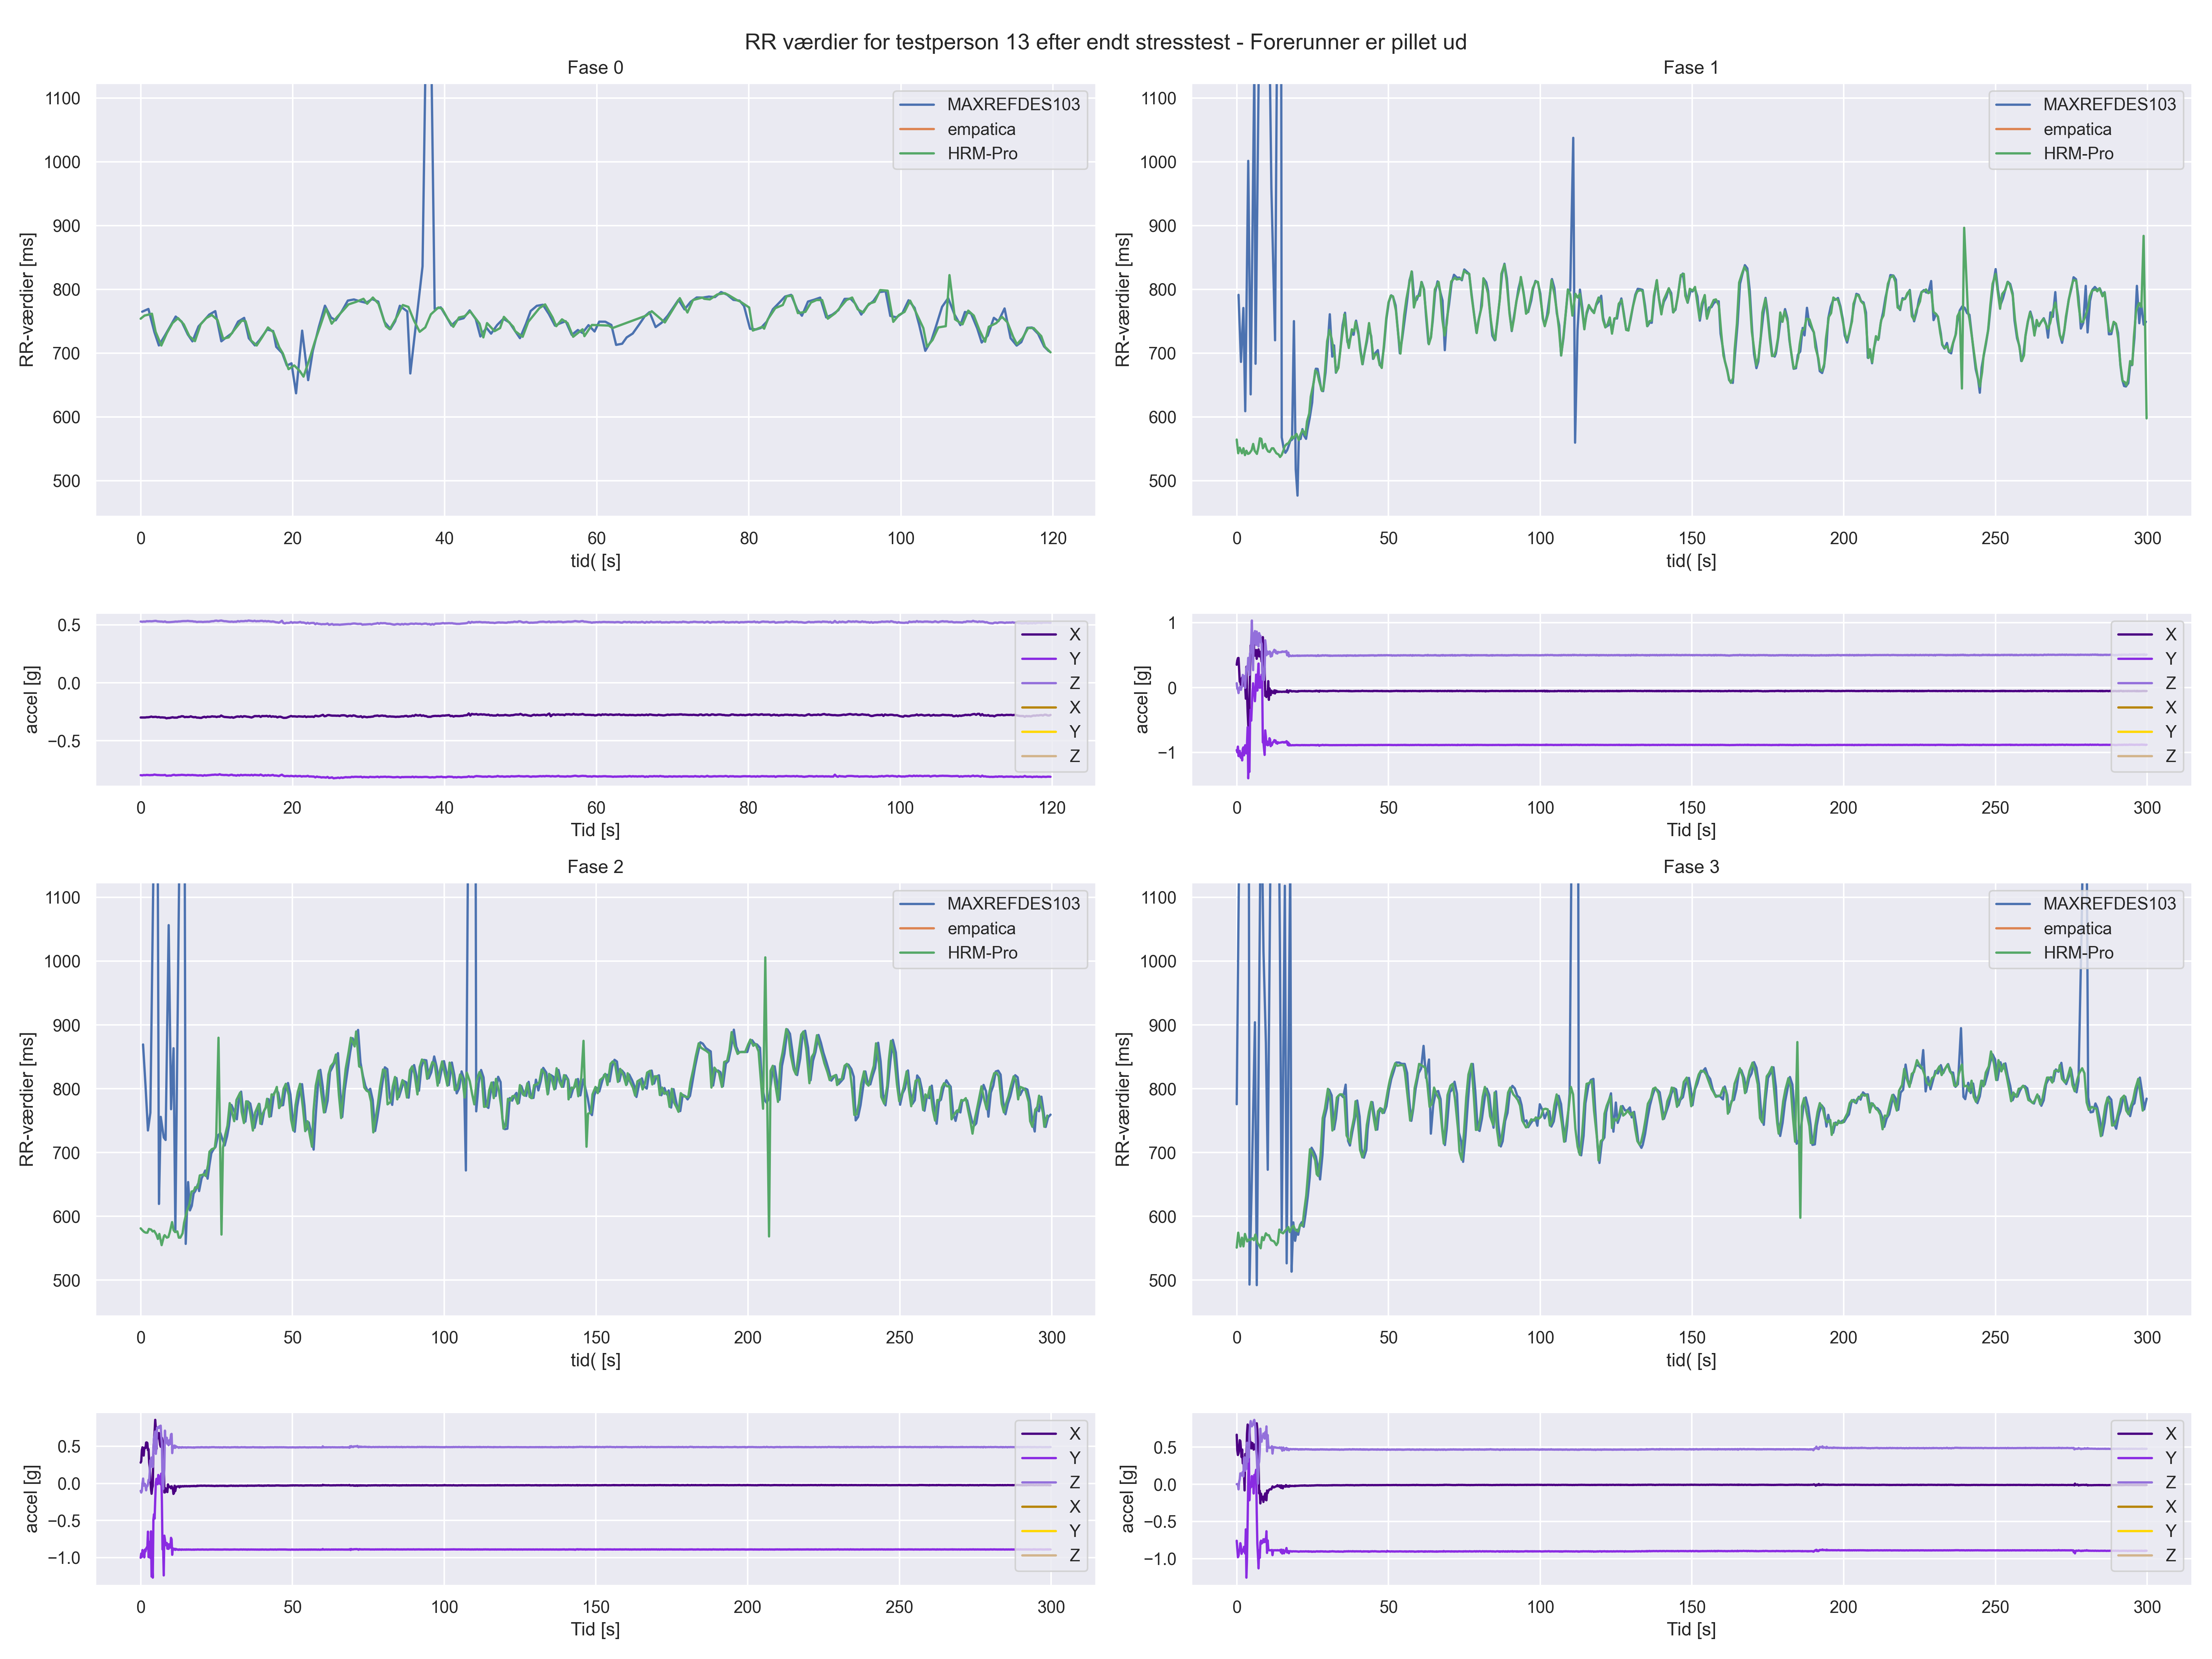 RR værdier for testperson 13 efter endt stresstest - Forerunner er pillet ud
Fase 0
RR-værdier [ms]
1100
1000
900
800
700
600
500
MAXREFDES103
empatica
HRM-Pro
0 20 40 60 80 100 120
tid( [s]
Fase 1
RR-værdier [ms]
1100
1000
900
800
700
600
500
MAXREFDES103
empatica
HRM-Pro
0 50 100 150 200 250 300
tid( [s]
accel [g]
0.5
0.0
−0.5
X
Y
Z
X
Y
Z
0 20 40 60 80 100 120
Tid [s]
accel [g]
1
0
−1
X
Y
Z
X
Y
Z
0 50 100 150 200 250 300
Tid [s]
Fase 2
RR-værdier [ms]
1100
1000
900
800
700
600
500
MAXREFDES103
empatica
HRM-Pro
0 50 100 150 200 250 300
tid( [s]
Fase 3
RR-værdier [ms]
1100
1000
900
800
700
600
500
MAXREFDES103
empatica
HRM-Pro
0 50 100 150 200 250 300
tid( [s]
accel [g]
0.5
0.0
−0.5
−1.0
X
Y
Z
X
Y
Z
0 50 100 150 200 250 300
Tid [s]
accel [g]
0.5
0.0
−0.5
−1.0
X
Y
Z
X
Y
Z
0 50 100 150 200 250 300
Tid [s]